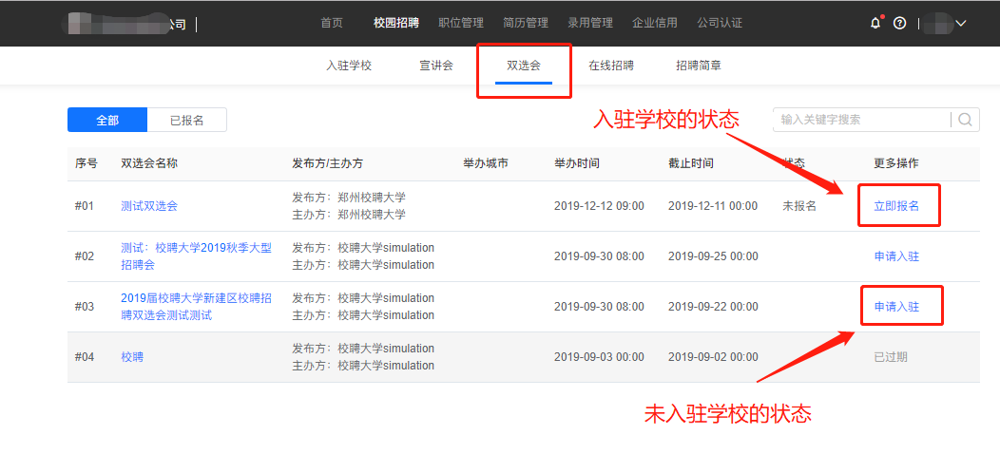 公司 首页 校园招聘 职位管理 简历管理 录用管理 企业信用 公司认证
入驻学校 宣讲会 双选会 在线招聘 招聘简章
全部 已报名 入驻学校的状态 输入关键字搜索
序号 双选会名称 发布方/主办方 举办城市 举办时间 截止时间 状态 更多操作
#01 测试双选会 发布方：郑州校聘大学 2019-12-12 09:00 2019-12-11 00:00 未报名 立即报名
主办方：郑州校聘大学
#02 测试：校聘大学2019秋季大型 发布方：校聘大学simulation 2019-09-30 08:00 2019-09-25 00:00 申请入驻
招聘会 主办方：校聘大学simulation
#03 2019届校聘大学新建区校聘招 发布方：校聘大学simulation 2019-09-30 08:00 2019-09-22 00:00 申请入驻
聘双选会测试测试 主办方：校聘大学simulation
#04 校聘 发布方：校聘大学simulation 2019-09-03 00:00 2019-09-02 00:00 已过期
主办方：校聘大学simulation
未入驻学校的状态